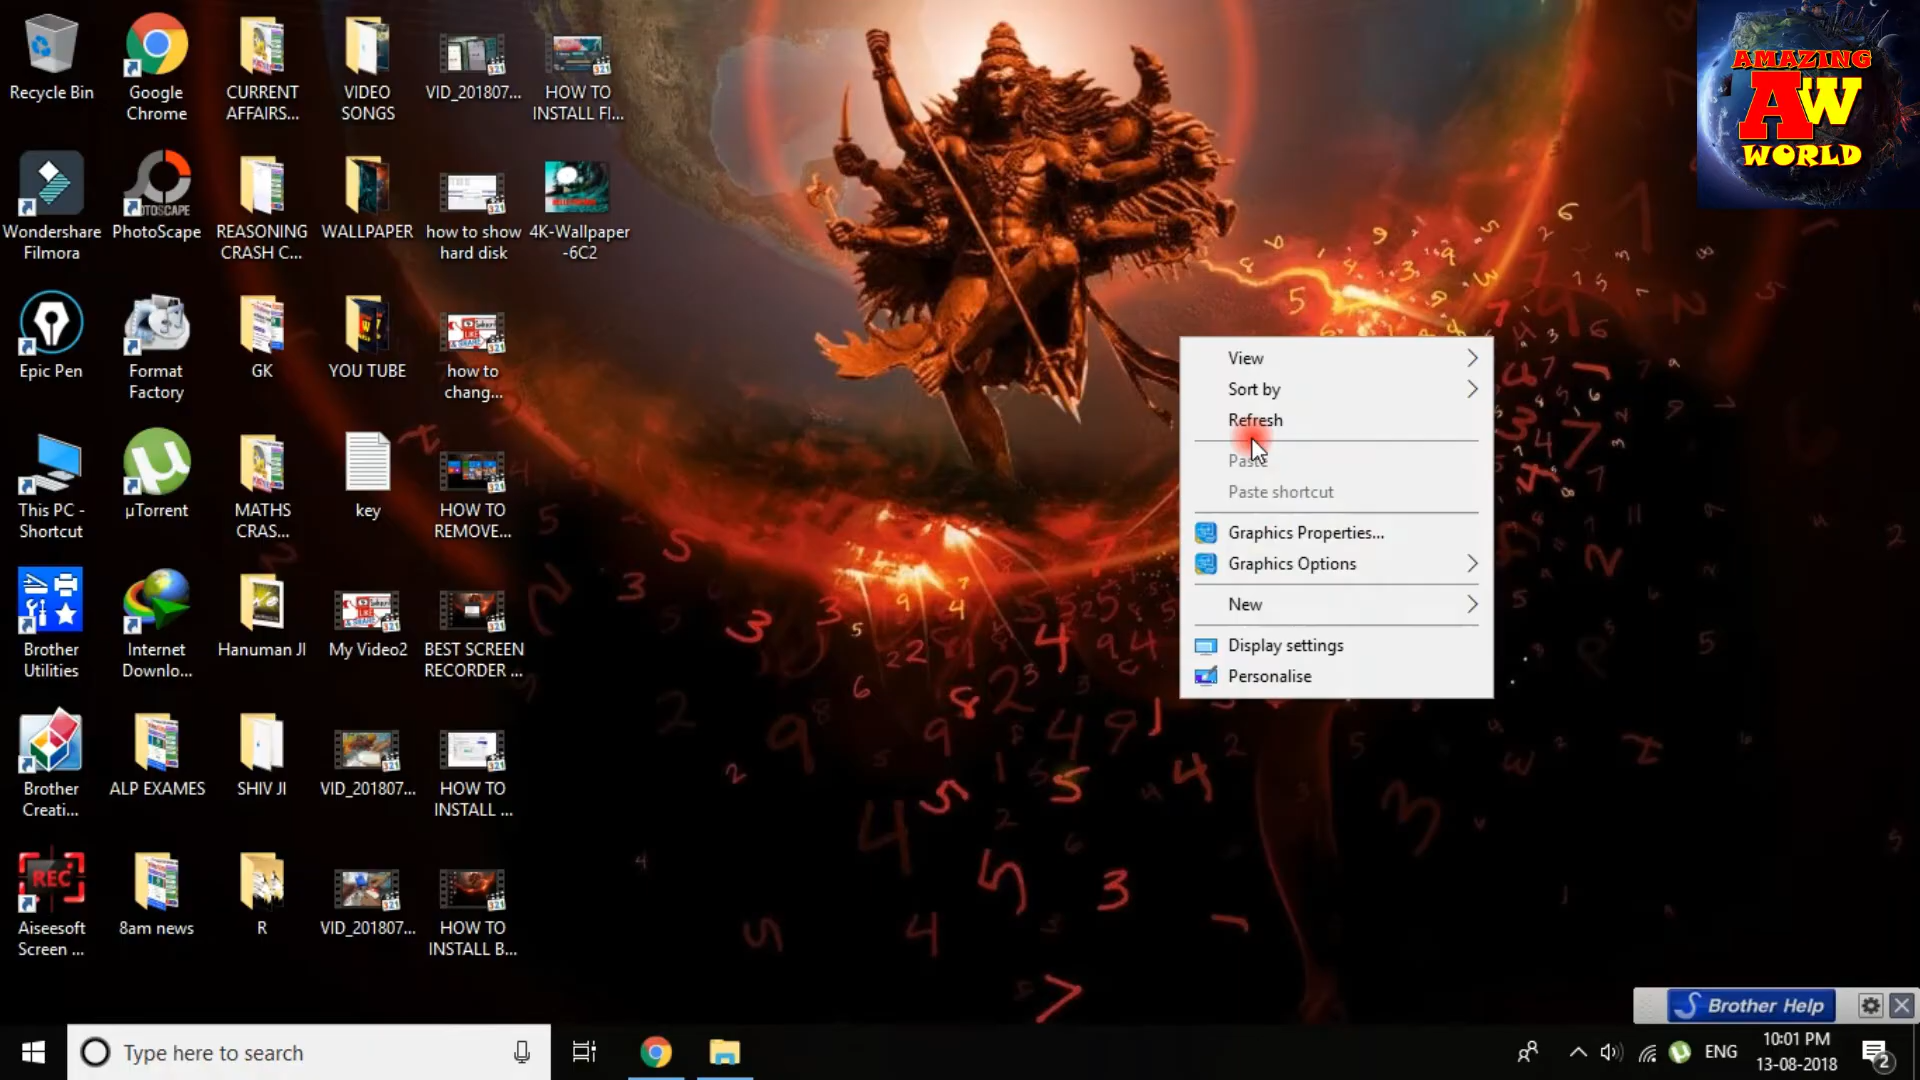 Recycle Bin
Google
Chrome
CURRENT
AFFAIRS...
VIDEO
SONGS
VID_201807...
HOW TO
INSTALL FI...
AMAZING
AW
WORLD
Wondershare
Filmora
PhotoScape
REASONING
CRASH C...
WALLPAPER
how to show
hard disk
4K-Wallpaper
-6C2
Epic Pen
Format
Factory
GK
YOU TUBE
how to
chang...
This PC -
Shortcut
µTorrent
MATHS
CRAS...
key
HOW TO
REMOVE...
Brother
Utilities
Internet
Downlo...
Hanuman JI
My Video2
BEST SCREEN
RECORDER ...
Brother
Creati...
ALP EXAMES
SHIV JI
VID_201807...
HOW TO
INSTALL ...
REC
Aiseesoft
Screen ...
8am news
R
VID_201807...
HOW TO
INSTALL B...
View
Sort by
Refresh
Paste
Paste shortcut
Graphics Properties...
Graphics Options
New
Display settings
Personalise
Brother Help
Type here to search
ENG
10:01 PM
13-08-2018
2